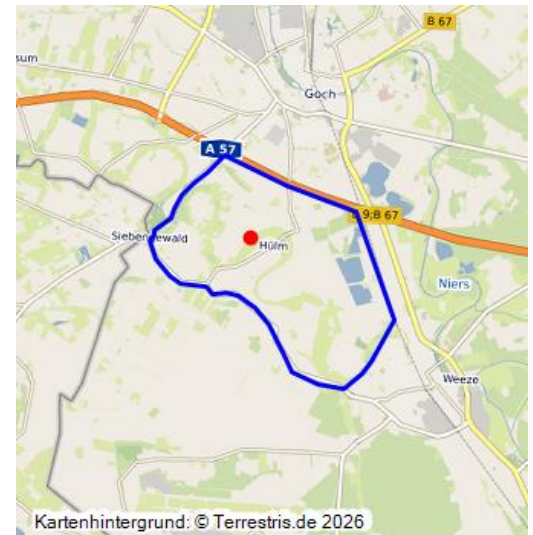 B 67
sum
Goch
A 57
9;B 67
Siebengewald
Hülm
Niers
Weeze
Kartenhintergrund: © Terrestris.de 2026